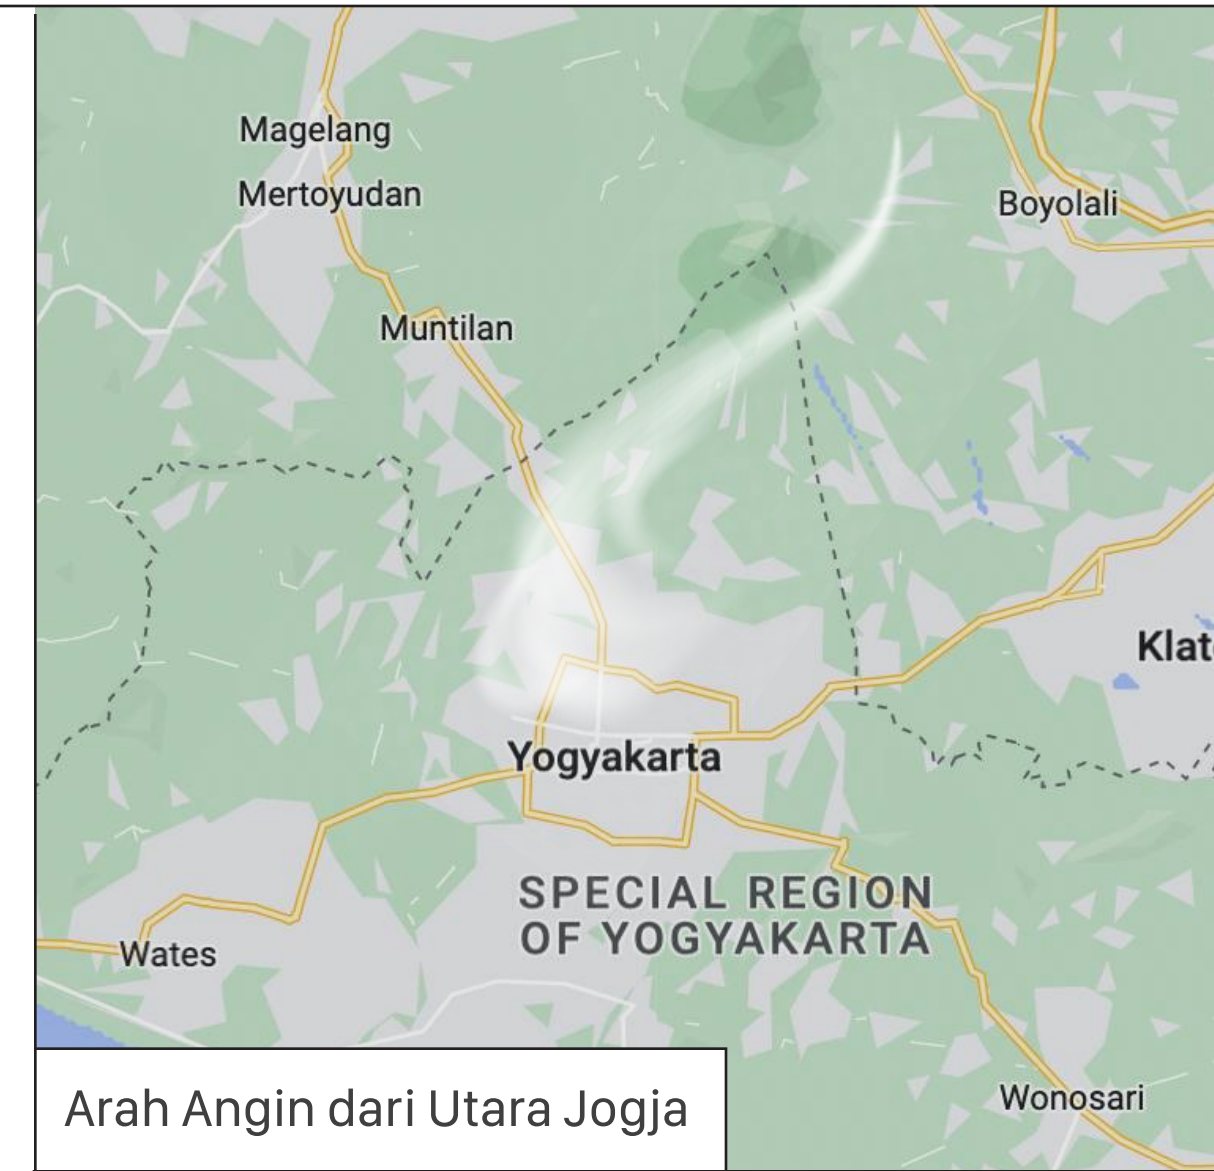 Magelang
Mertoyudan
Boyolali
Muntilan
Klat
Yogyakarta
SPECIAL REGION
OF YOGYAKARTA
Wates
Wonosari
Arah Angin dari Utara Jogja